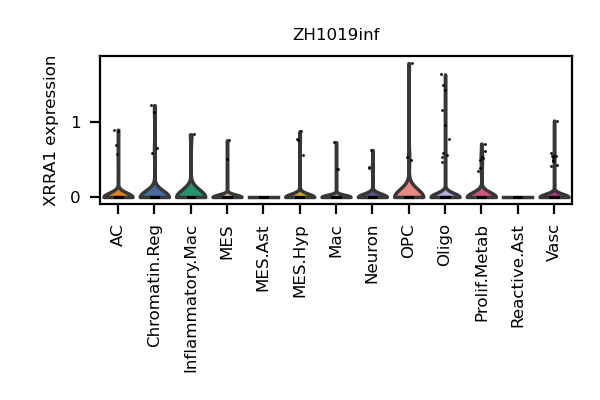 ZH1019inf
XRRA1 expression
1
0
AC
Chromatin.Reg
Inflammatory.Mac
MES
MES.Ast
MES.Hyp
Mac
Neuron
OPC
Oligo
Prolif.Metab
Reactive.Ast
Vasc